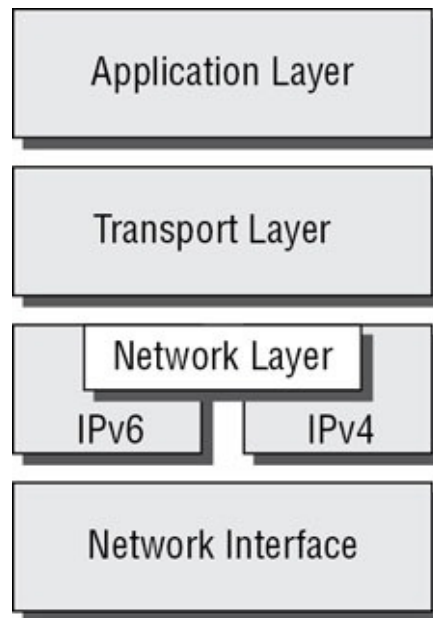 Application Layer
Transport Layer
Network Layer
IPv6 IPv4
Network Interface